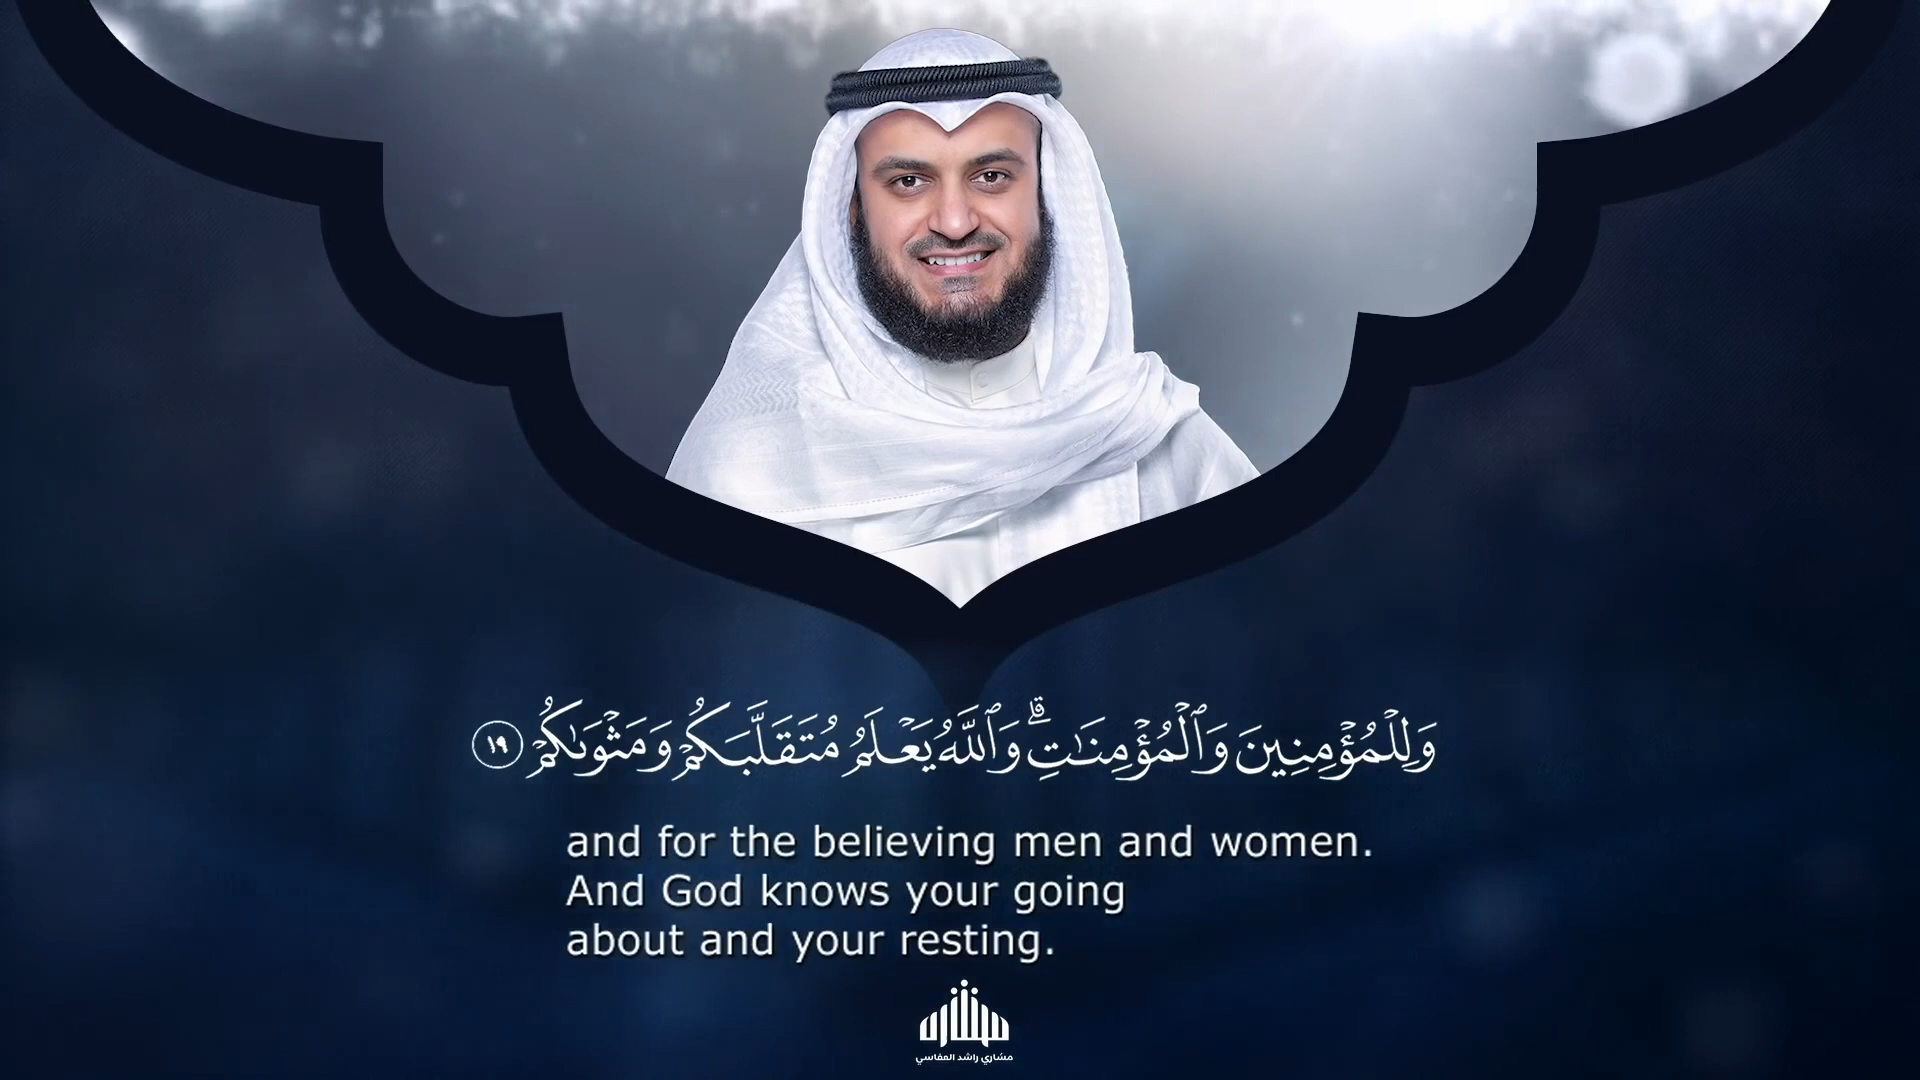 وَلِلْمُؤْمِنِينَ وَٱلْمُؤْمِنَـٰتِ ۗ وَٱللَّهُ يَعْلَمُ مُتَقَلَّبَكُمْ وَمَثْوَىٰكُمْ ١٩
and for the believing men and women.
And God knows your going
about and your resting.
مشاري
مشاري راشد العفاسي